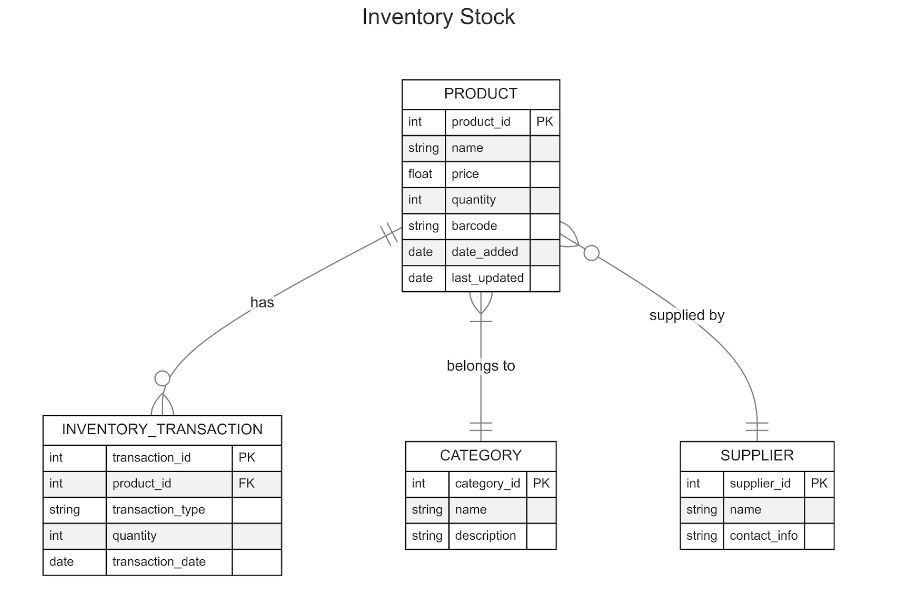 Inventory Stock
PRODUCT
int product_id PK
string name
float price
int quantity
string barcode
date date_added
date last_updated
has
supplied by
belongs to
INVENTORY_TRANSACTION
int transaction_id PK
int product_id FK
string transaction_type
int quantity
date transaction_date
CATEGORY
int category_id PK
string name
string description
SUPPLIER
int supplier_id PK
string name
string contact_info